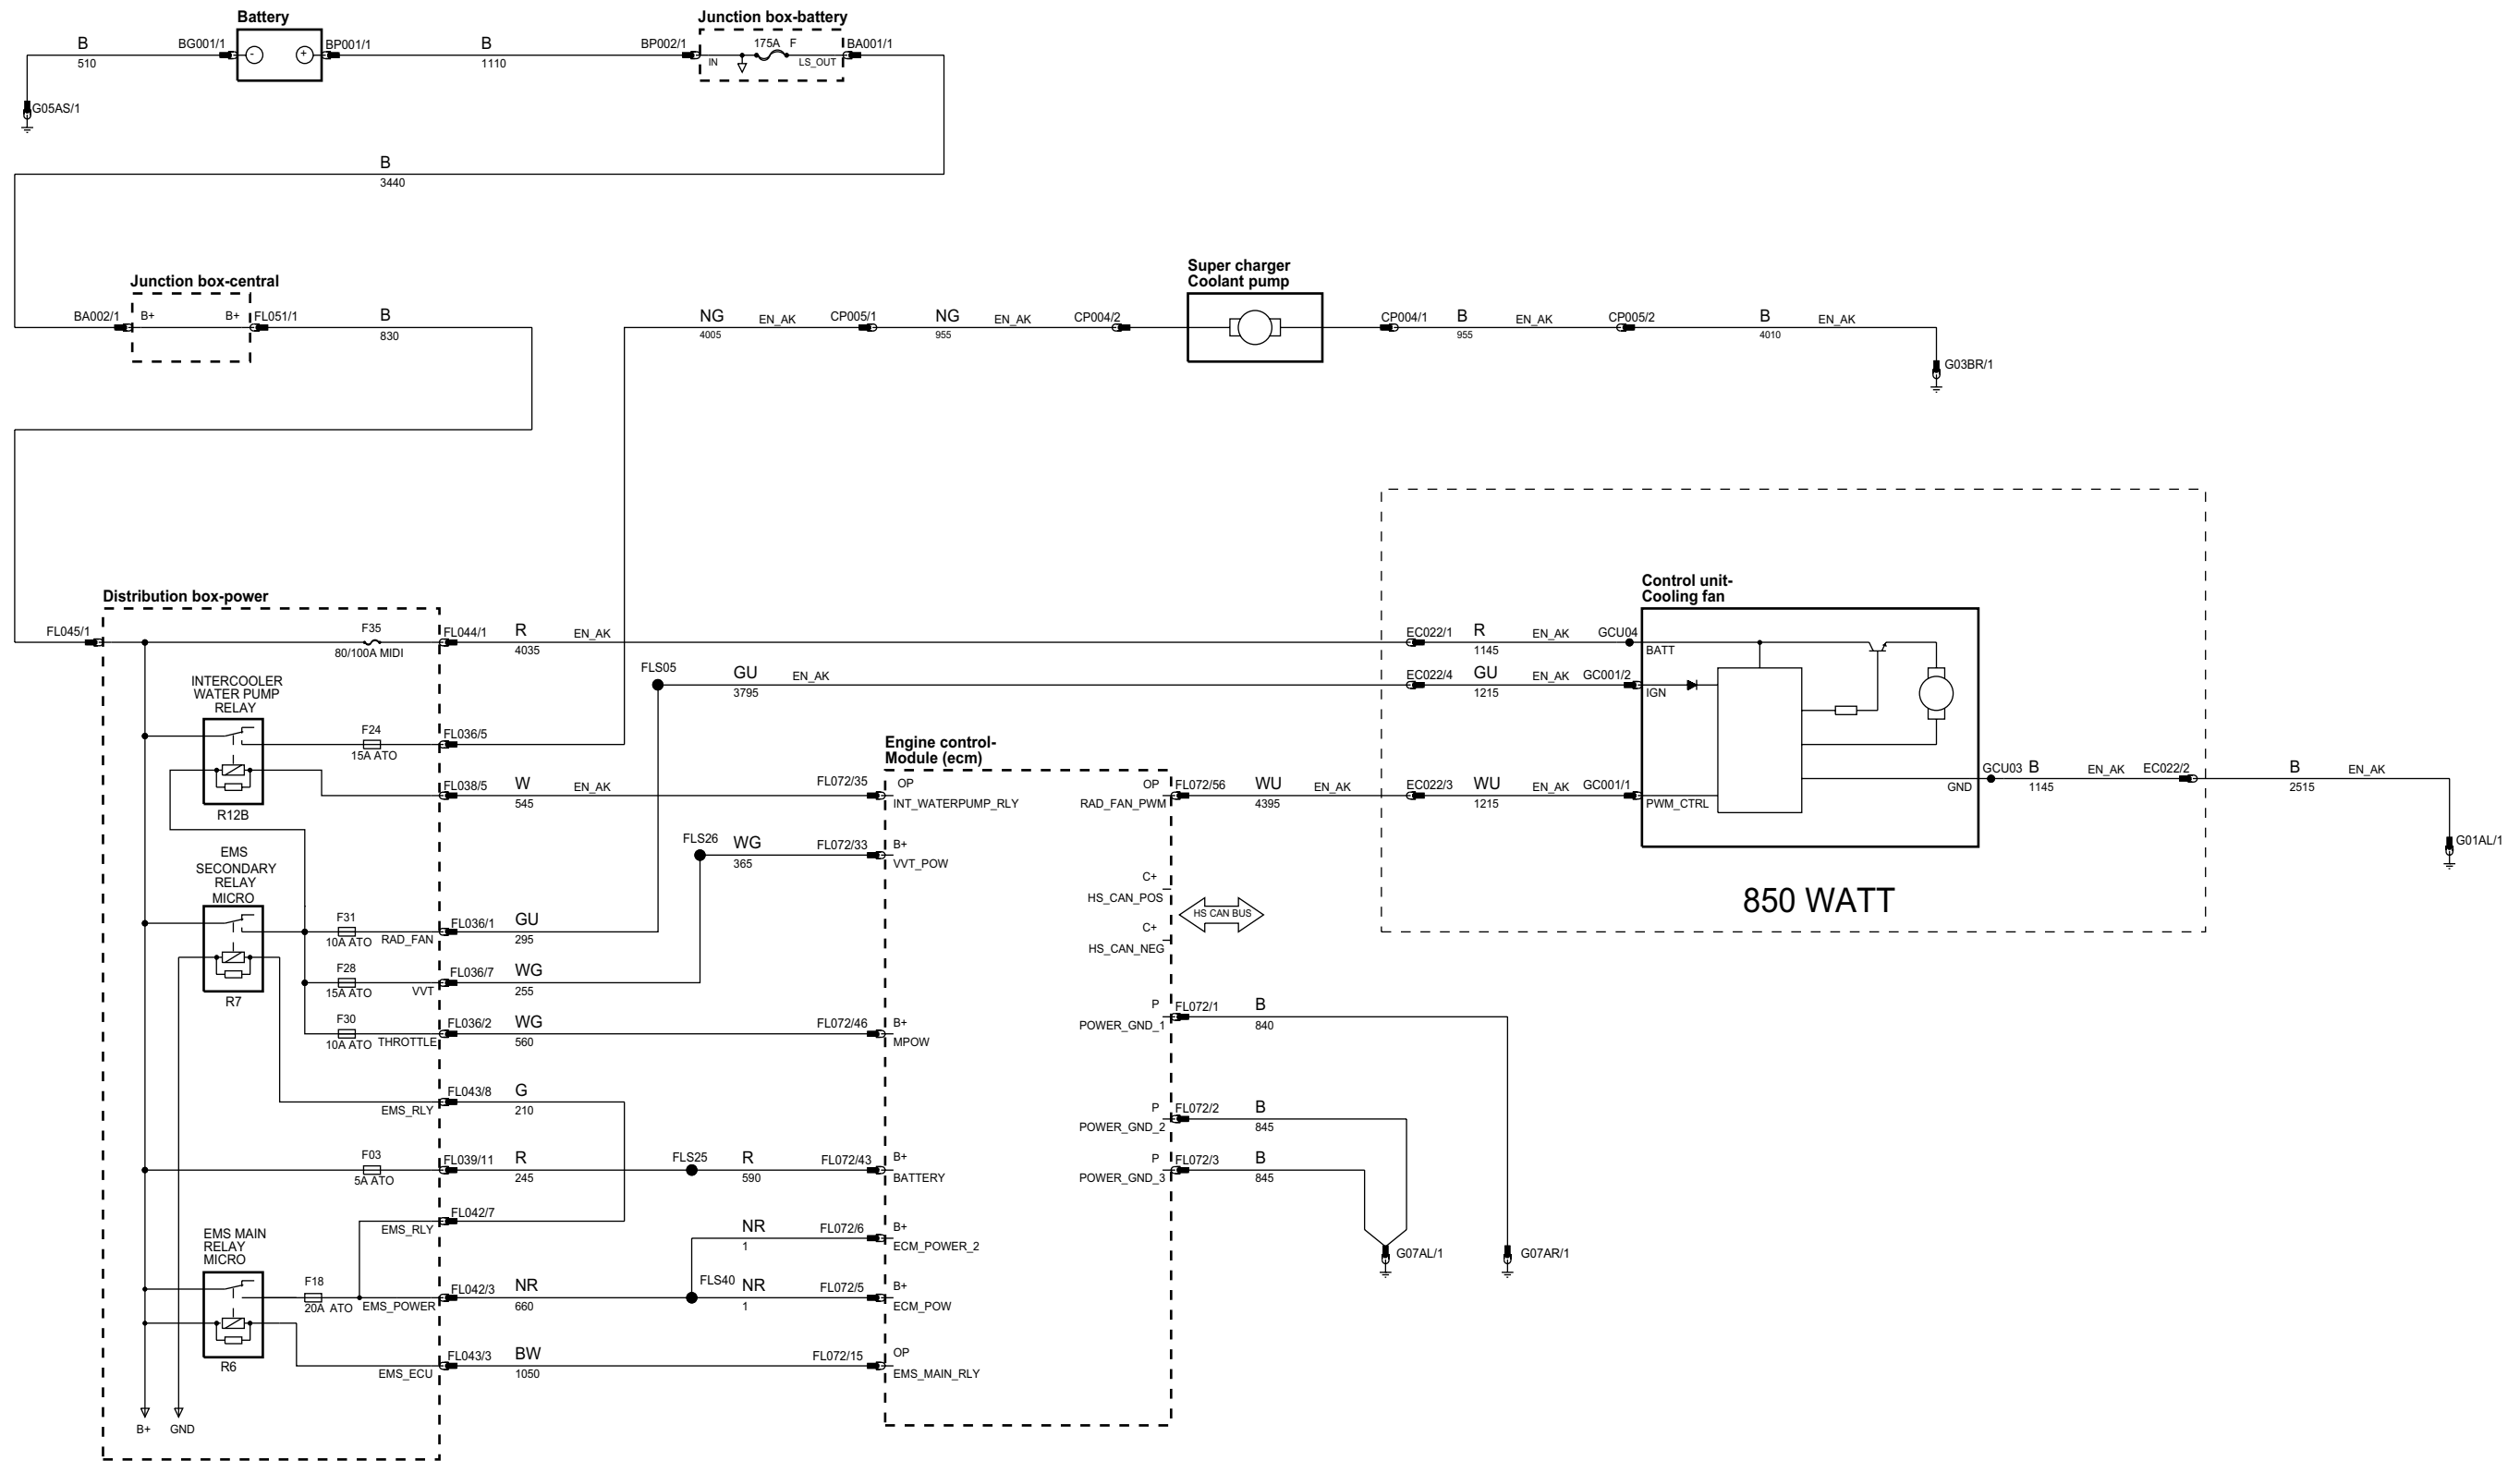 Battery
Junction box-battery
B
510
BG001/1
-
+
BP001/1
B
1110
BP002/1
175A F
IN
LS_OUT
BA001/1
G05AS/1
B
3440
Junction box-central
BA002/1
B+
B+
FL051/1
B
830
Super charger
Coolant pump
NG
4005
EN_AK
CP005/1
NG
955
EN_AK
CP004/2
CP004/1
B
955
EN_AK
CP005/2
B
4010
EN_AK
G03BR/1
Distribution box-power
FL045/1
F35
80/100A MIDI
FL044/1
R
4035
EN_AK
EC022/1
R
1145
EN_AK
GCU04
Control unit-
Cooling fan
BATT
FLS05
GU
3795
EN_AK
EC022/4
GU
1215
EN_AK
GC001/2
IGN
INTERCOOLER
WATER PUMP
RELAY
R12B
F24
15A ATO
FL036/5
FL038/5
W
545
EN_AK
Engine control-
Module (ecm)
FL072/35
OP
INT_WATERPUMP_RLY
OP
RAD_FAN_PWM
FL072/56
WU
4395
EN_AK
EC022/3
WU
1215
EN_AK
GC001/1
PWM_CTRL
GND
GCU03
B
1145
EN_AK
EC022/2
B
2515
EN_AK
G01AL/1
850 WATT
FLS26
WG
365
FL072/33
B+
VVT_POW
C+
HS_CAN_POS
HS CAN BUS
C+
HS_CAN_NEG
EMS
SECONDARY
RELAY
MICRO
R7
F31
10A ATO
RAD_FAN
FL036/1
GU
295
F28
15A ATO
VVT
FL036/7
WG
255
F30
10A ATO
THROTTLE
FL036/2
WG
560
FL072/46
B+
MPOW
P
POWER_GND_1
FL072/1
B
840
EMS_RLY
FL043/8
G
210
P
POWER_GND_2
FL072/2
B
845
F03
5A ATO
FL039/11
R
245
FLS25
R
590
FL072/43
B+
BATTERY
P
POWER_GND_3
FL072/3
B
845
EMS_RLY
FL042/7
NR
1
FL072/6
B+
ECM_POWER_2
G07AL/1
G07AR/1
EMS MAIN
RELAY
MICRO
R6
F18
20A ATO
EMS_POWER
FL042/3
NR
660
FLS40
NR
1
FL072/5
B+
ECM_POW
EMS_ECU
FL043/3
BW
1050
FL072/15
OP
EMS_MAIN_RLY
B+
GND